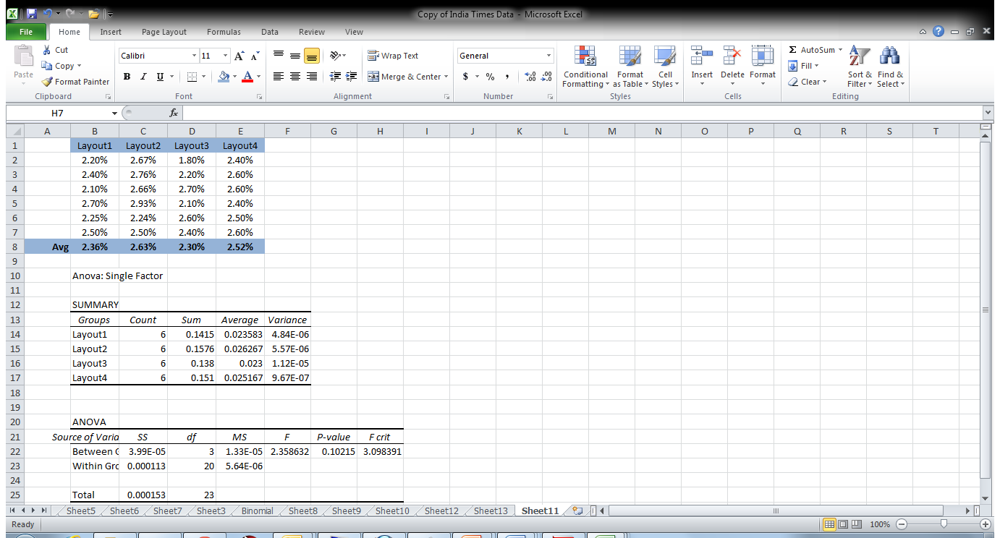 Copy of India Times Data - Microsoft Excel
File Home Insert Page Layout Formulas Data Review View
Paste
Cut
Copy
Format Painter
Clipboard
Calibri 11
B I U
Font
Wrap Text
Merge & Center
Alignment
General
$ % ,
Number
Conditional Formatting
Format as Table
Cell Styles
Styles
Insert Delete Format
Cells
Σ AutoSum
Fill
Clear
Sort & Filter
Find & Select
Editing
H7 fx
A B C D E F G H I J K L M N O P Q R S T
1 Layout1 Layout2 Layout3 Layout4
2 2.20% 2.67% 1.80% 2.40%
3 2.40% 2.76% 2.20% 2.60%
4 2.10% 2.66% 2.70% 2.60%
5 2.70% 2.93% 2.10% 2.40%
6 2.25% 2.24% 2.60% 2.50%
7 2.50% 2.50% 2.40% 2.60%
8 Avg 2.36% 2.63% 2.30% 2.52%
9
10 Anova: Single Factor
11
12 SUMMARY
13 Groups Count Sum Average Variance
14 Layout1 6 0.1415 0.023583 4.84E-06
15 Layout2 6 0.1576 0.026267 5.57E-06
16 Layout3 6 0.138 0.023 1.12E-05
17 Layout4 6 0.151 0.025167 9.67E-07
18
19
20 ANOVA
21 Source of Varia SS df MS F P-value F crit
22 Between G 3.99E-05 3 1.33E-05 2.358632 0.10215 3.098391
23 Within Gro 0.000113 20 5.64E-06
24
25 Total 0.000153 23
Sheet5 Sheet6 Sheet7 Sheet3 Binomial Sheet8 Sheet9 Sheet10 Sheet12 Sheet13 Sheet11
Ready 100%